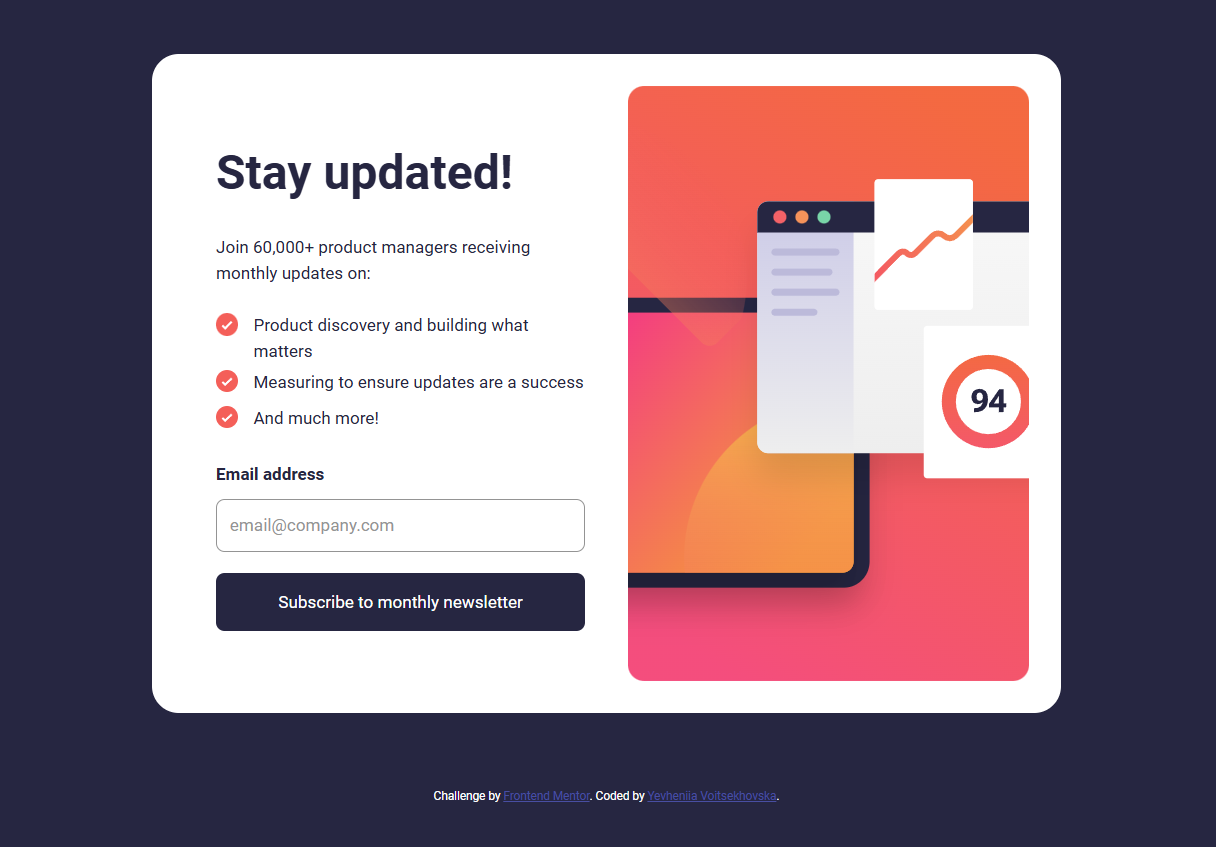 Stay updated!
Join 60,000+ product managers receiving
monthly updates on:
Product discovery and building what
matters
Measuring to ensure updates are a success
And much more!
Email address
email@company.com
Subscribe to monthly newsletter
94
Challenge by Frontend Mentor. Coded by Yevheniia Voitsekhovska.